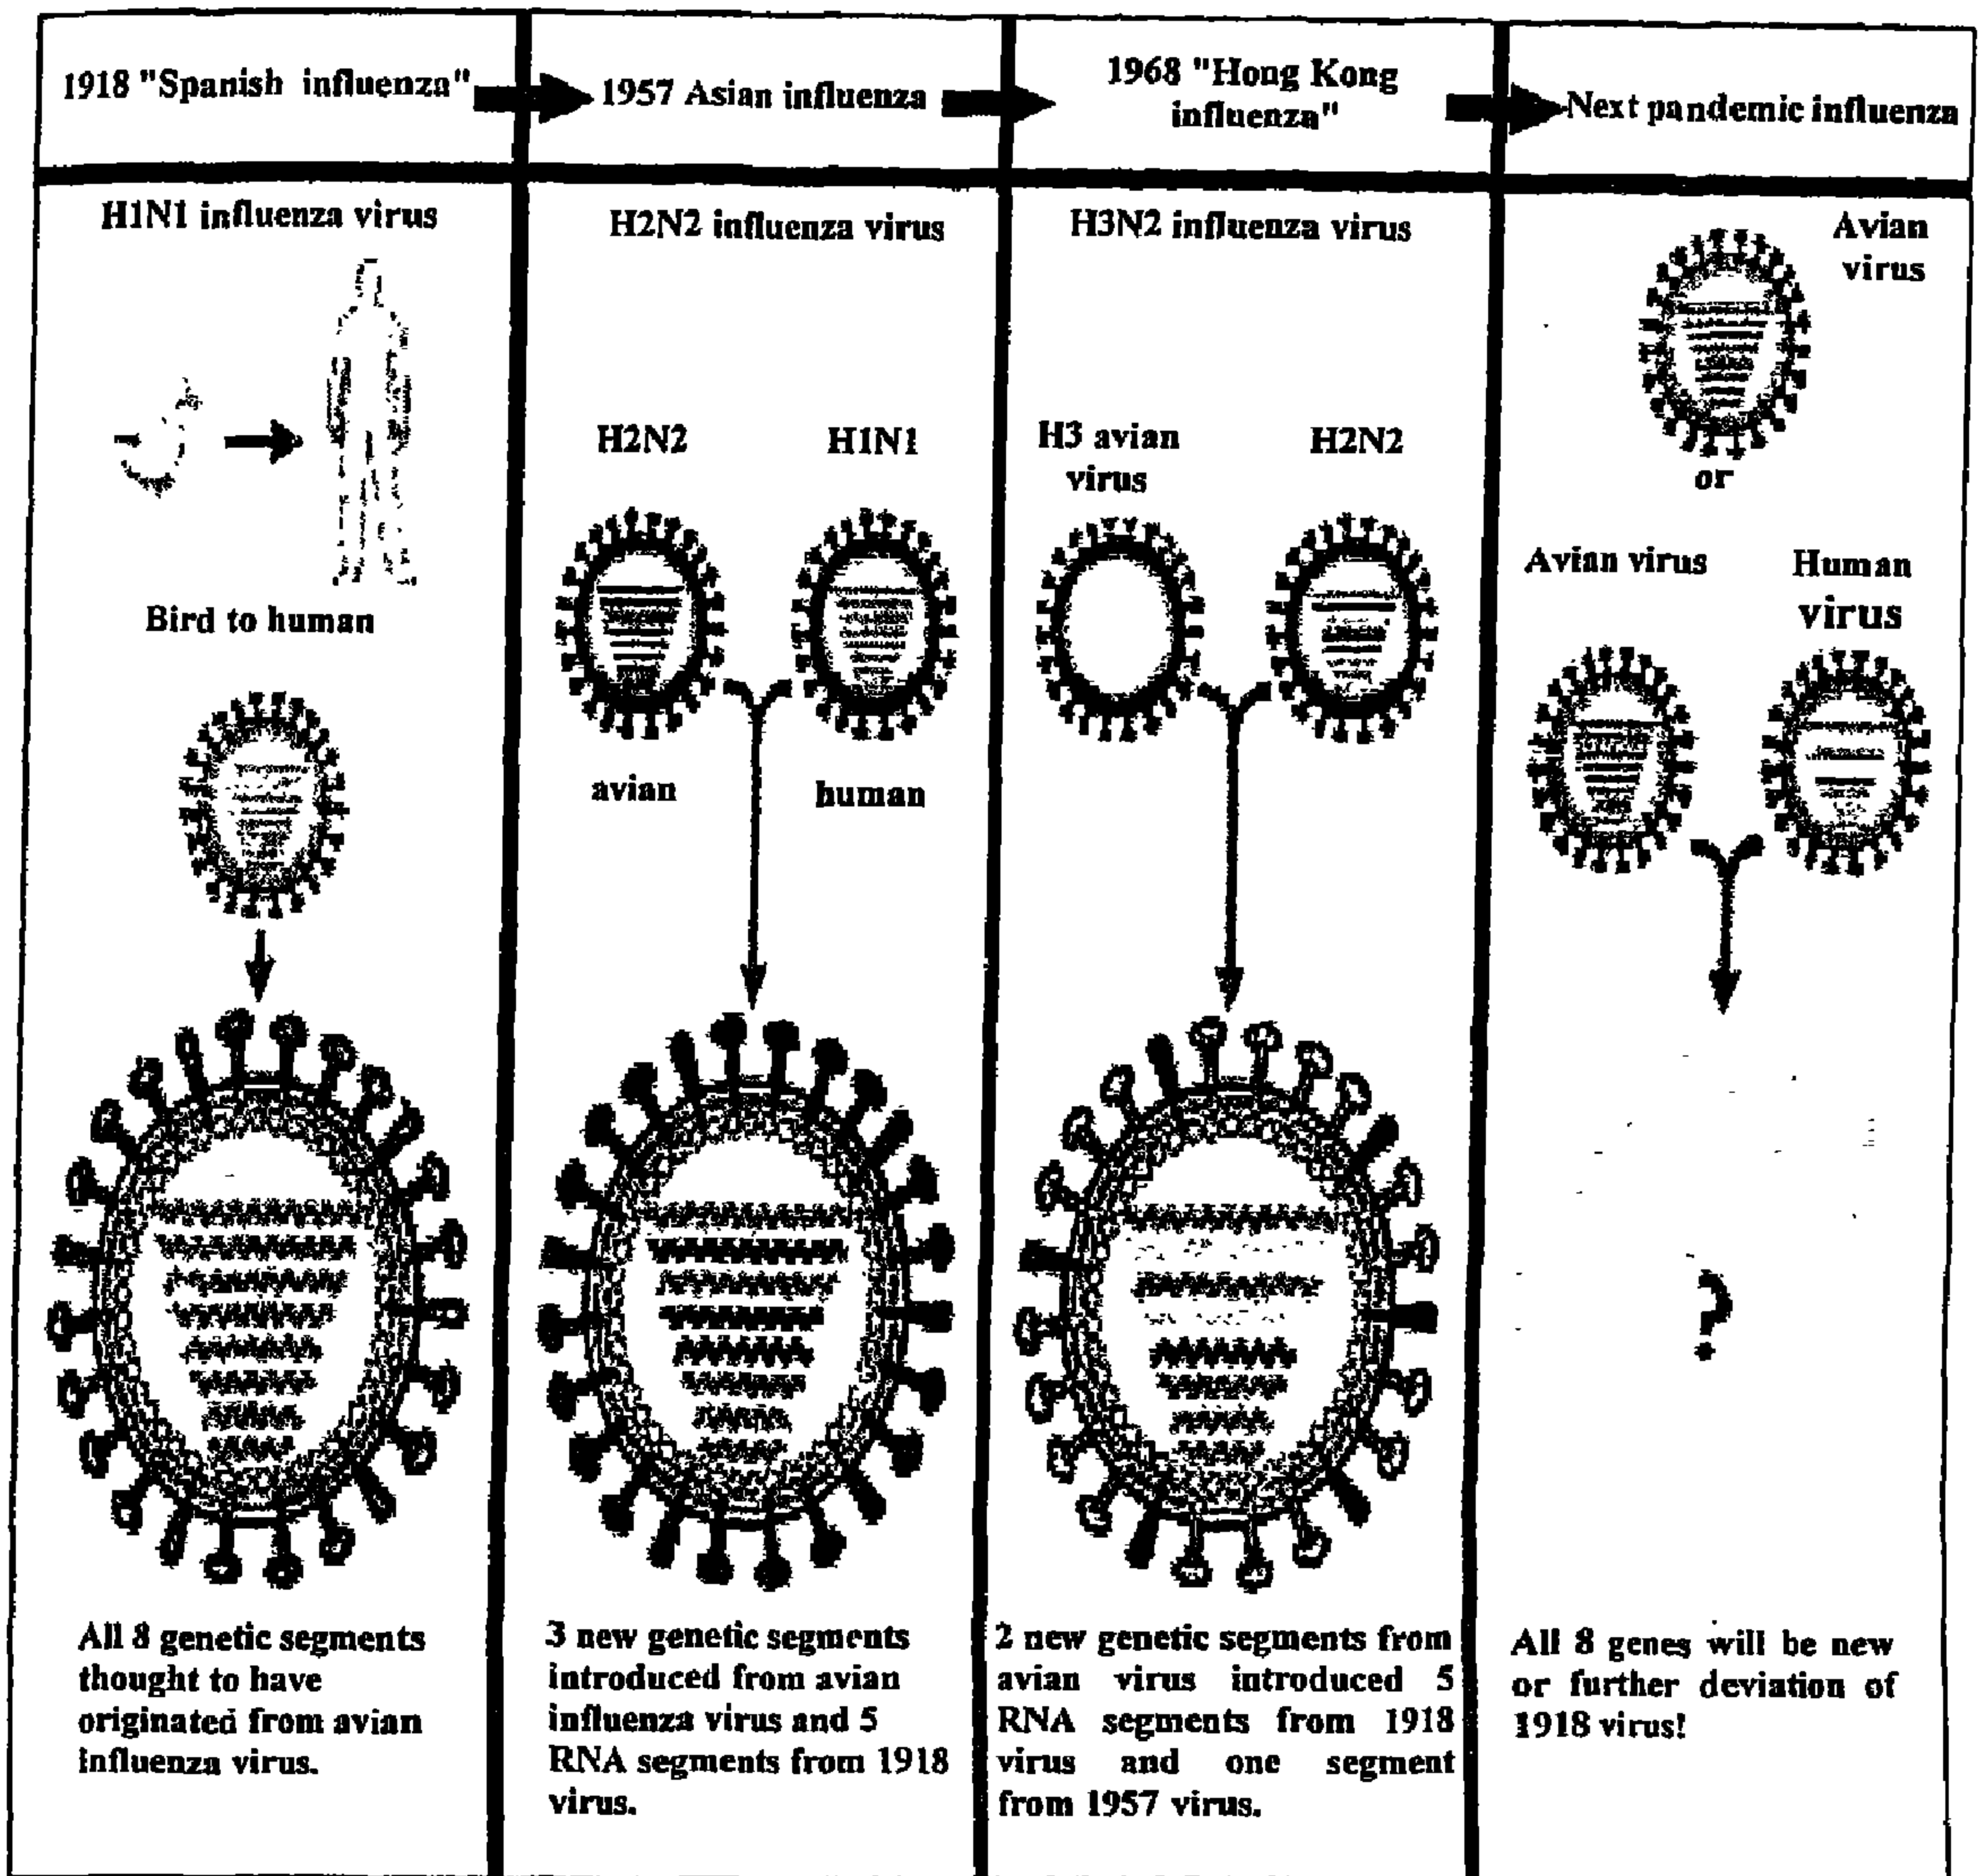 1918 "Spanish influenza"
1957 Asian influenza
1968 "Hong Kong
influenza"
Next pandemic influenza
H1N1 influenza virus
Bird to human
All 8 genetic segments
thought to have
originated from avian
influenza virus.
H2N2 influenza virus
H2N2
H1N1
avian
human
3 new genetic segments
introduced from avian
influenza virus and 5
RNA segments from 1918
virus.
H3N2 influenza virus
H3 avian
virus
H2N2
2 new genetic segments from
avian virus introduced 5
RNA segments from 1918
virus and one segment
from 1957 virus.
Avian
virus
or
Avian virus
Human
virus
?
All 8 genes will be new
or further deviation of
1918 virus!